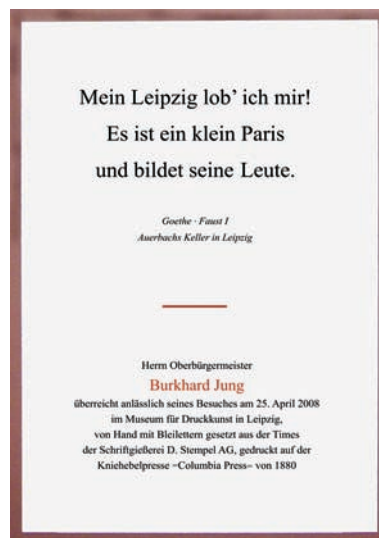 Mein Leipzig lob’ ich mir!
Es ist ein klein Paris
und bildet seine Leute.
Goethe · Faust I
Auerbachs Keller in Leipzig
Herrn Oberbürgermeister
Burkhard Jung
überreicht anlässlich seines Besuches am 25. April 2008
im Museum für Druckkunst in Leipzig,
von Hand mit Bleilettern gesetzt aus der Times
der Schriftgießerei D. Stempel AG, gedruckt auf der
Kniehebelpresse »Columbia Press« von 1880